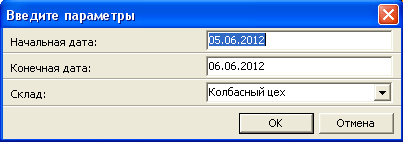 Введите параметры
Начальная дата: 05.06.2012
Конечная дата: 06.06.2012
Склад: Колбасный цех
OK Отмена